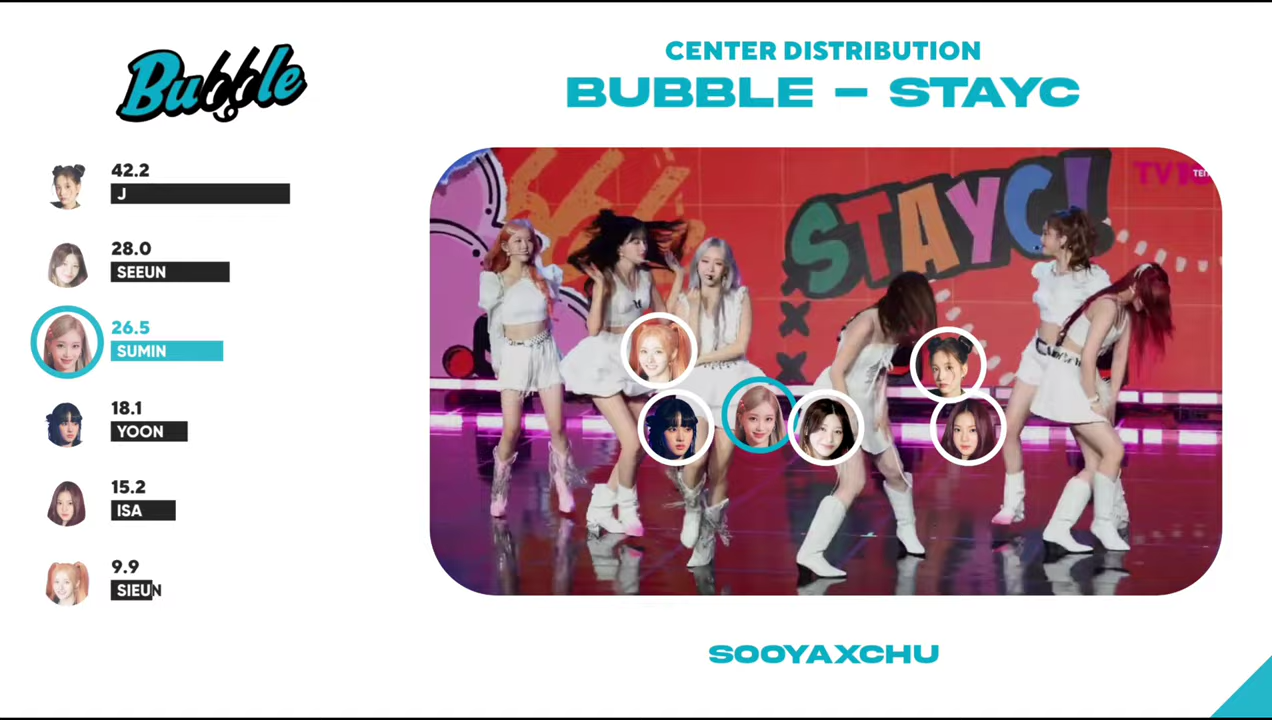 Bubble
CENTER DISTRIBUTION
BUBBLE – STAYC
42.2
J
28.0
SEEUN
26.5
SUMIN
18.1
YOON
15.2
ISA
9.9
SIEUN
STAYC!
TV10
SOOYAXCHU